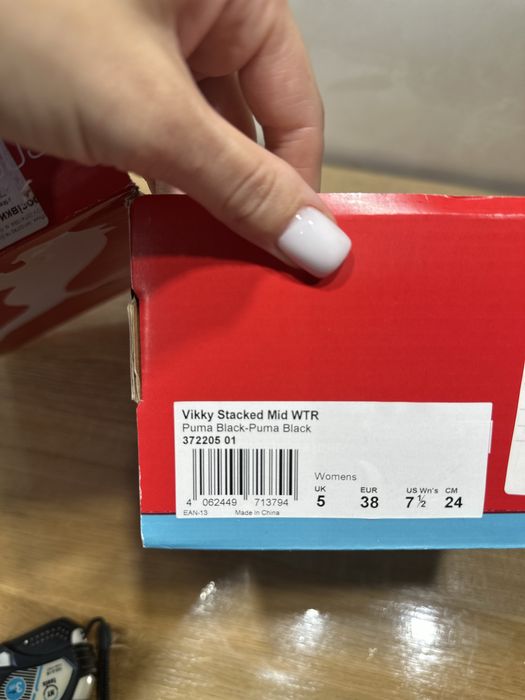 Vikky Stacked Mid WTR
Puma Black-Puma Black
372205 01
4 062449 713794
EAN-13 Made in China
Womens
UK EUR US Wn's CM
5 38 7 ½ 24